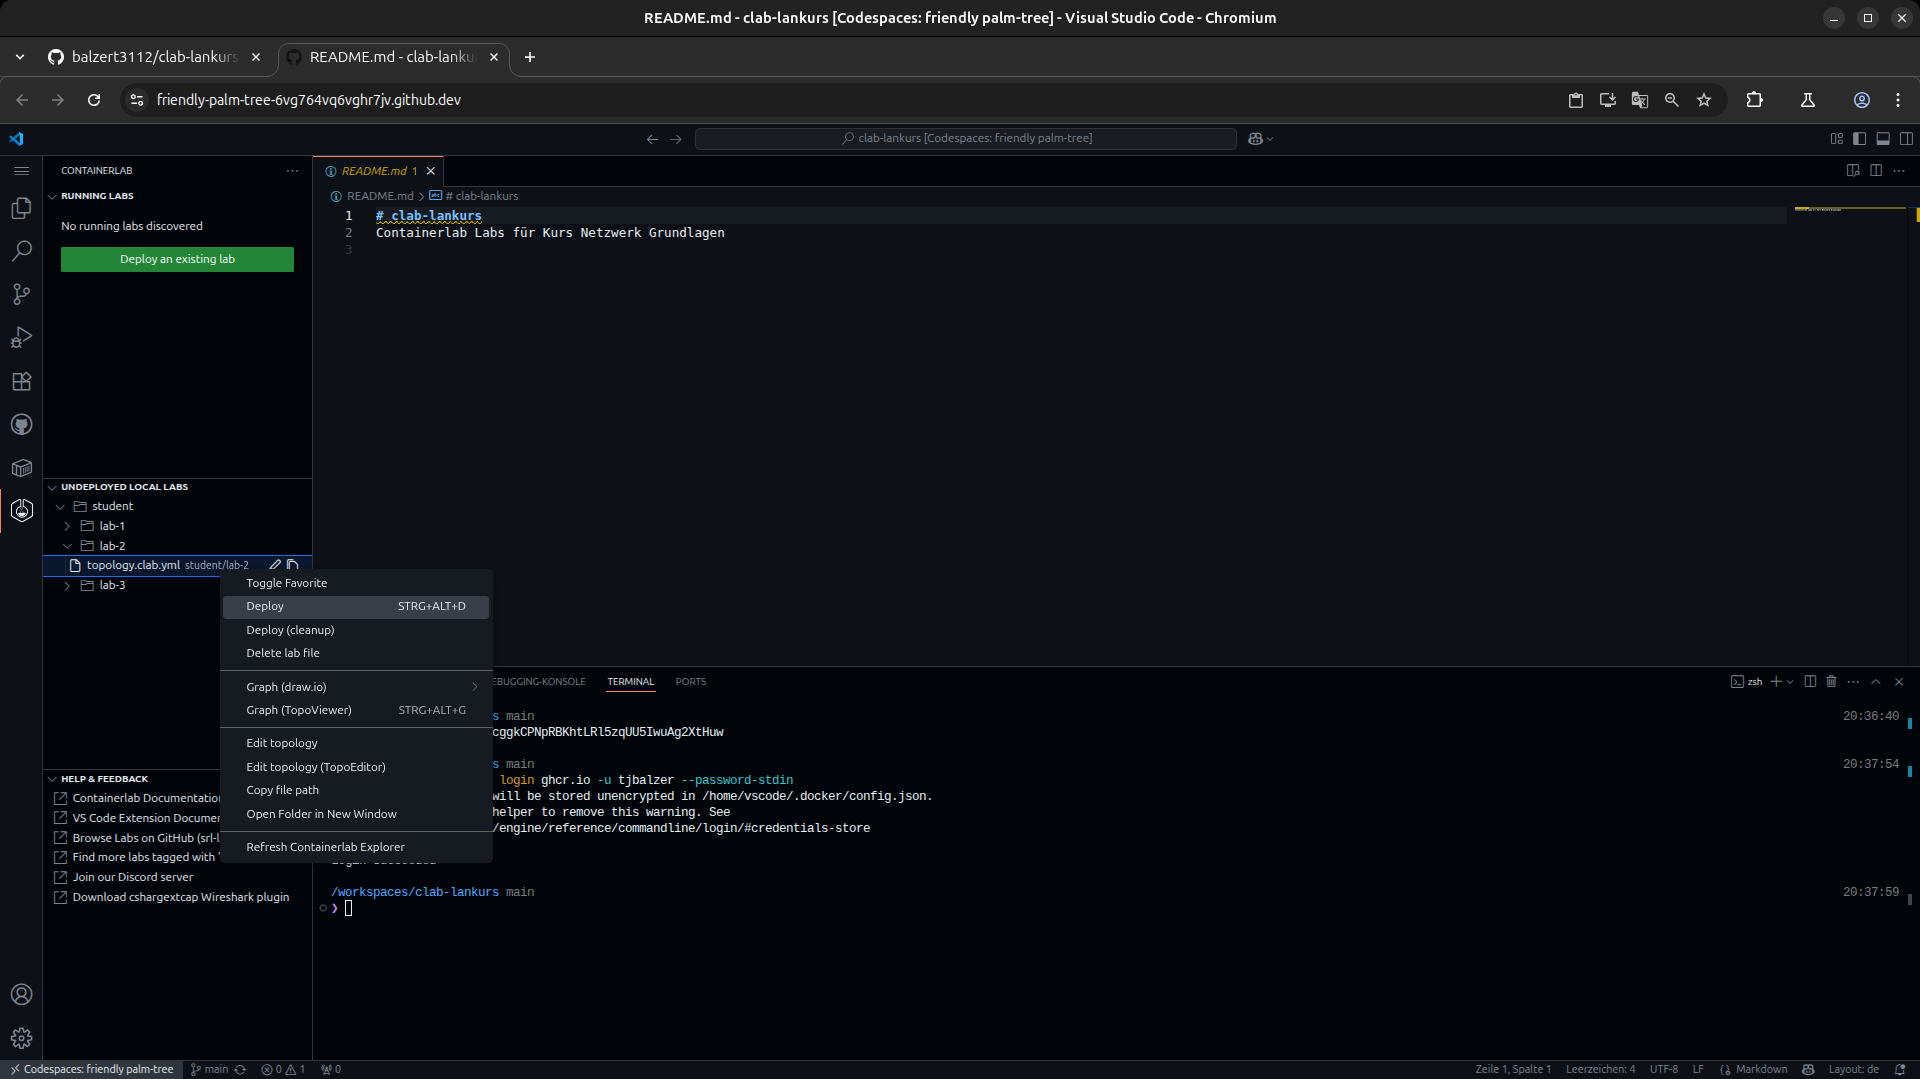 README.md - clab-lankurs [Codespaces: friendly palm-tree] - Visual Studio Code - Chromium
balzert3112/clab-lankurs
README.md - clab-lanku
friendly-palm-tree-6vg764vq6vghr7jv.github.dev
clab-lankurs [Codespaces: friendly palm-tree]
CONTAINERLAB
RUNNING LABS
No running labs discovered
Deploy an existing lab
UNDEPLOYED LOCAL LABS
student
lab-1
lab-2
topology.clab.yml student/lab-2
lab-3
HELP & FEEDBACK
Containerlab Documentation
VS Code Extension Documen
Browse Labs on GitHub (srl-l
Find more labs tagged with
Join our Discord server
Download cshargextcap Wireshark plugin
Toggle Favorite
Deploy STRG+ALT+D
Deploy (cleanup)
Delete lab file
Graph (draw.io)
Graph (TopoViewer) STRG+ALT+G
Edit topology
Edit topology (TopoEditor)
Copy file path
Open Folder in New Window
Refresh Containerlab Explorer
README.md 1
README.md > # clab-lankurs
1 # clab-lankurs
2 Containerlab Labs für Kurs Netzwerk Grundlagen
3
EBUGGING-KONSOLE TERMINAL PORTS
zsh
s main 20:36:40
cggkCPNpRBKhtLRl5zqUU5IwuAg2XtHuw
s main 20:37:54
login ghcr.io -u tjbalzer --password-stdin
will be stored unencrypted in /home/vscode/.docker/config.json.
helper to remove this warning. See
/engine/reference/commandline/login/#credentials-store
/workspaces/clab-lankurs main 20:37:59
❯
Codespaces: friendly palm-tree main 0 1 0
Zeile 1, Spalte 1 Leerzeichen: 4 UTF-8 LF Markdown Layout: de